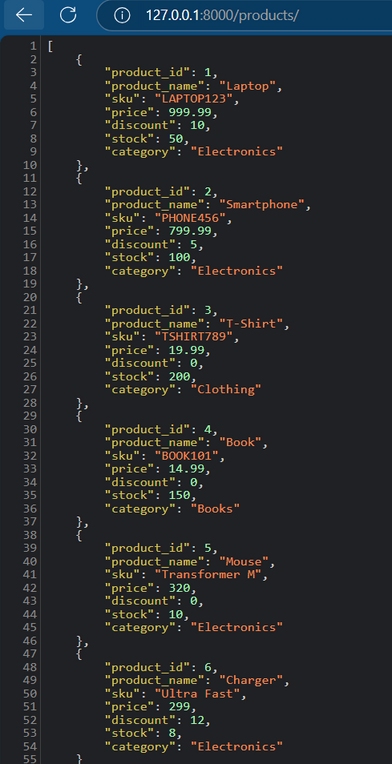 127.0.0.1:8000/products/
1 [
2 {
3 "product_id": 1,
4 "product_name": "Laptop",
5 "sku": "LAPTOP123",
6 "price": 999.99,
7 "discount": 10,
8 "stock": 50,
9 "category": "Electronics"
10 },
11 {
12 "product_id": 2,
13 "product_name": "Smartphone",
14 "sku": "PHONE456",
15 "price": 799.99,
16 "discount": 5,
17 "stock": 100,
18 "category": "Electronics"
19 },
20 {
21 "product_id": 3,
22 "product_name": "T-Shirt",
23 "sku": "TSHIRT789",
24 "price": 19.99,
25 "discount": 0,
26 "stock": 200,
27 "category": "Clothing"
28 },
29 {
30 "product_id": 4,
31 "product_name": "Book",
32 "sku": "BOOK101",
33 "price": 14.99,
34 "discount": 0,
35 "stock": 150,
36 "category": "Books"
37 },
38 {
39 "product_id": 5,
40 "product_name": "Mouse",
41 "sku": "Transformer M",
42 "price": 320,
43 "discount": 0,
44 "stock": 10,
45 "category": "Electronics"
46 },
47 {
48 "product_id": 6,
49 "product_name": "Charger",
50 "sku": "Ultra Fast",
51 "price": 299,
52 "discount": 12,
53 "stock": 8,
54 "category": "Electronics"
55 }